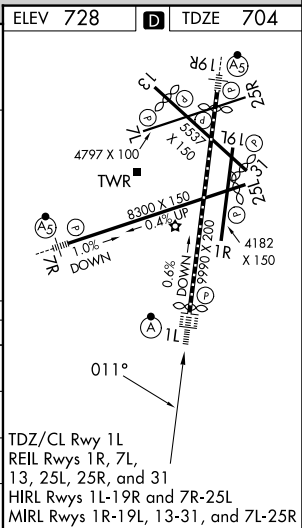 ELEV 728 D TDZE 704
19R
A5
13
P
P
25R
P
7L
5537
X 150
P
19L
4797 X 100
TWR
25L-31
8300 X 150
0.4% UP
A5
P
7R
1.0%
DOWN
0.6%
DOWN
9990 X 200
1R
4182
X 150
P
A
1L
011°
TDZ/CL Rwy 1L
REIL Rwys 1R, 7L,
13, 25L, 25R, and 31
HIRL Rwys 1L-19R and 7R-25L
MIRL Rwys 1R-19L, 13-31, and 7L-25R